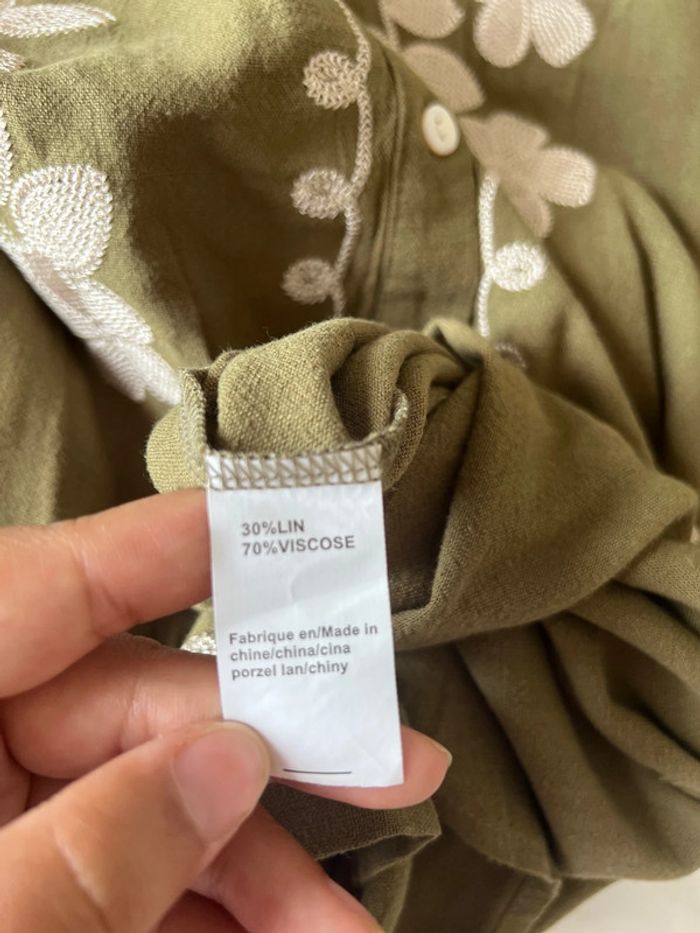 30%LIN
70%VISCOSE
Fabrique en/Made in
chine/china/cina
porzel lan/chiny